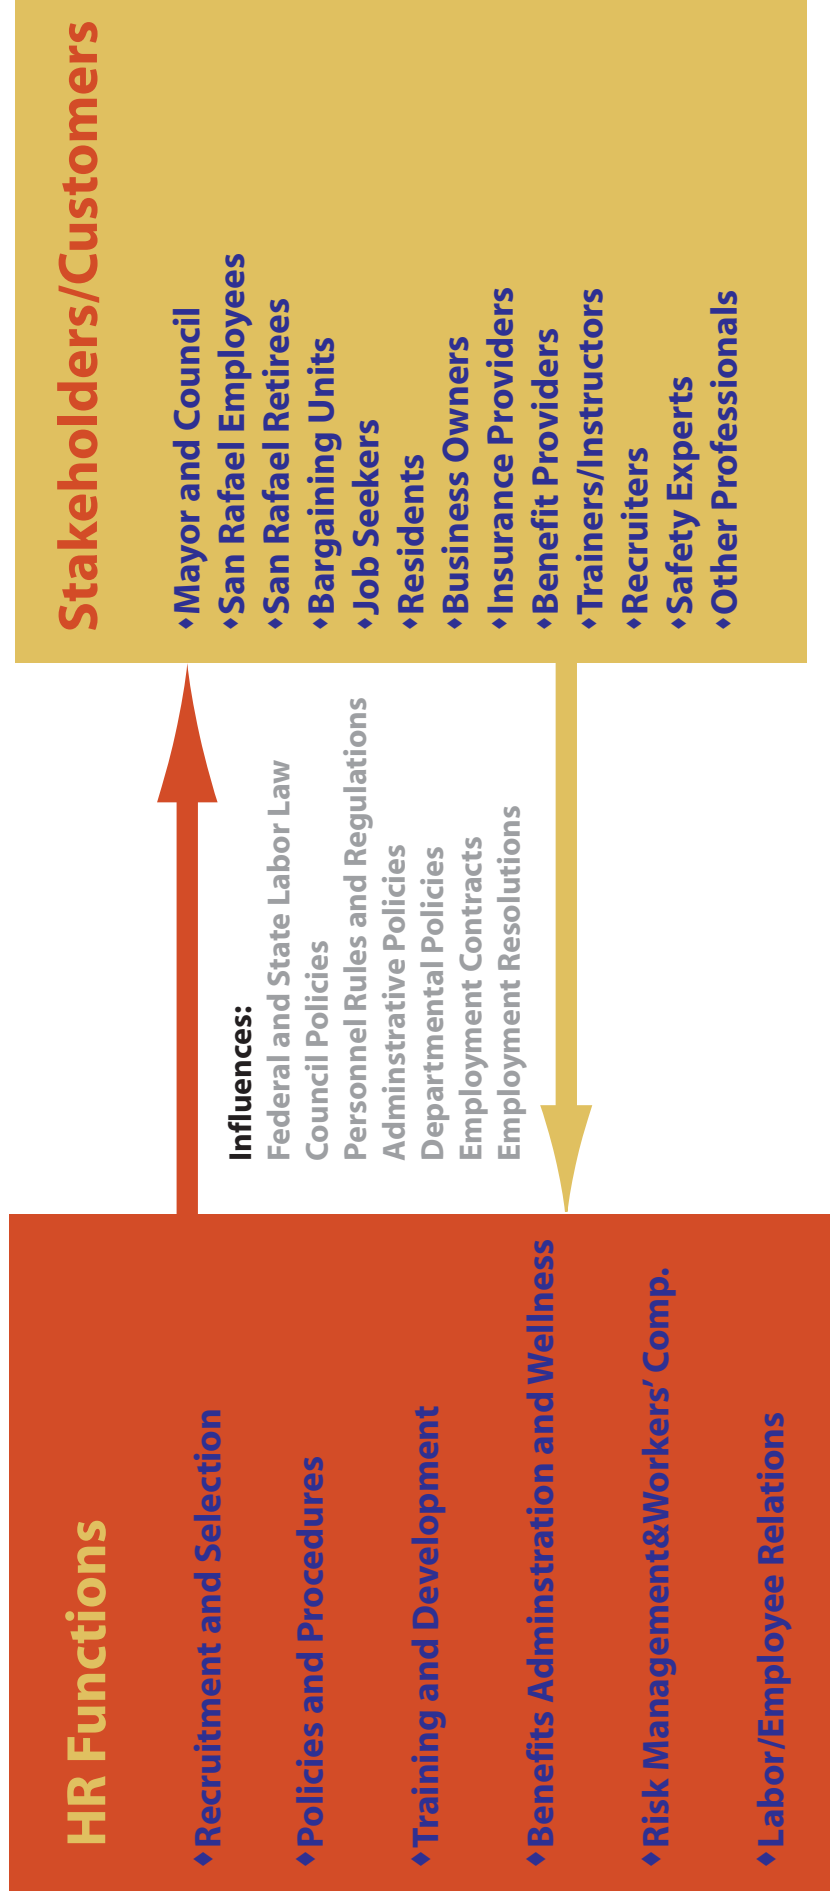 HR Functions
♦Recruitment and Selection
♦Policies and Procedures
♦Training and Development
♦Benefits Adminstration and Wellness
♦Risk Management&Workers’ Comp.
♦Labor/Employee Relations
Influences:
Federal and State Labor Law
Council Policies
Personnel Rules and Regulations
Adminstrative Policies
Departmental Policies
Employment Contracts
Employment Resolutions
Stakeholders/Customers
♦Mayor and Council
♦San Rafael Employees
♦San Rafael Retirees
♦Bargaining Units
♦Job Seekers
♦Residents
♦Business Owners
♦Insurance Providers
♦Benefit Providers
♦Trainers/Instructors
♦Recruiters
♦Safety Experts
♦Other Professionals